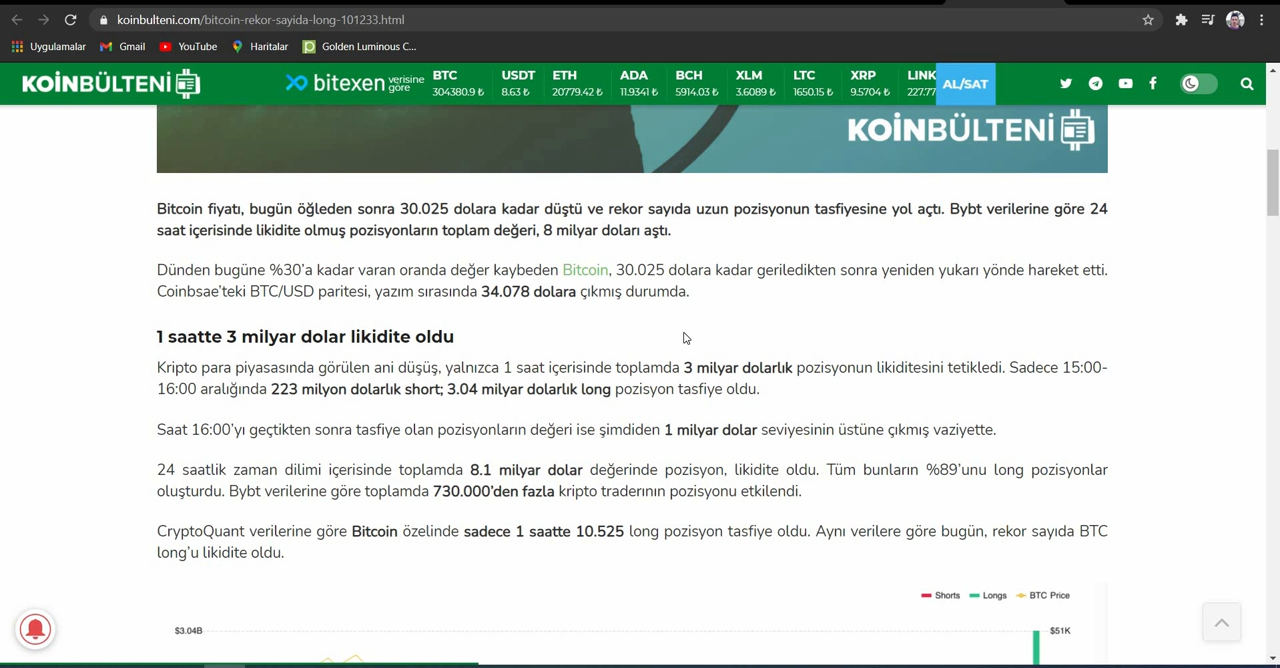 koinbulteni.com/bitcoin-rekor-sayida-long-101233.html
Uygulamalar Gmail YouTube Haritalar Golden Luminous C...
KOİNBÜLTENİ bitexen verisine göre BTC USDT ETH ADA BCH XLM LTC XRP LINK AL/SAT
304380.9 ₺ 8.63 ₺ 20779.42 ₺ 11.9341 ₺ 5914.03 ₺ 3.6089 ₺ 1650.15 ₺ 9.5704 ₺ 227.77
KOİNBÜLTENİ
Bitcoin fiyatı, bugün öğleden sonra 30.025 dolara kadar düştü ve rekor sayıda uzun pozisyonun tasfiyesine yol açtı. Bybt verilerine göre 24
saat içerisinde likidite olmuş pozisyonların toplam değeri, 8 milyar doları aştı.
Dünden bugüne %30’a kadar varan oranda değer kaybeden Bitcoin, 30.025 dolara kadar geriledikten sonra yeniden yukarı yönde hareket etti.
Coinbsae’teki BTC/USD paritesi, yazım sırasında 34.078 dolara çıkmış durumda.
1 saatte 3 milyar dolar likidite oldu
Kripto para piyasasında görülen ani düşüş, yalnızca 1 saat içerisinde toplamda 3 milyar dolarlık pozisyonun likiditesini tetikledi. Sadece 15:00-
16:00 aralığında 223 milyon dolarlık short; 3.04 milyar dolarlık long pozisyon tasfiye oldu.
Saat 16:00’yı geçtikten sonra tasfiye olan pozisyonların değeri ise şimdiden 1 milyar dolar seviyesinin üstüne çıkmış vaziyette.
24 saatlik zaman dilimi içerisinde toplamda 8.1 milyar dolar değerinde pozisyon, likidite oldu. Tüm bunların %89’unu long pozisyonlar
oluşturdu. Bybt verilerine göre toplamda 730.000’den fazla kripto traderının pozisyonu etkilendi.
CryptoQuant verilerine göre Bitcoin özelinde sadece 1 saatte 10.525 long pozisyon tasfiye oldu. Aynı verilere göre bugün, rekor sayıda BTC
long’u likidite oldu.
Shorts Longs BTC Price
$3.04B $51K